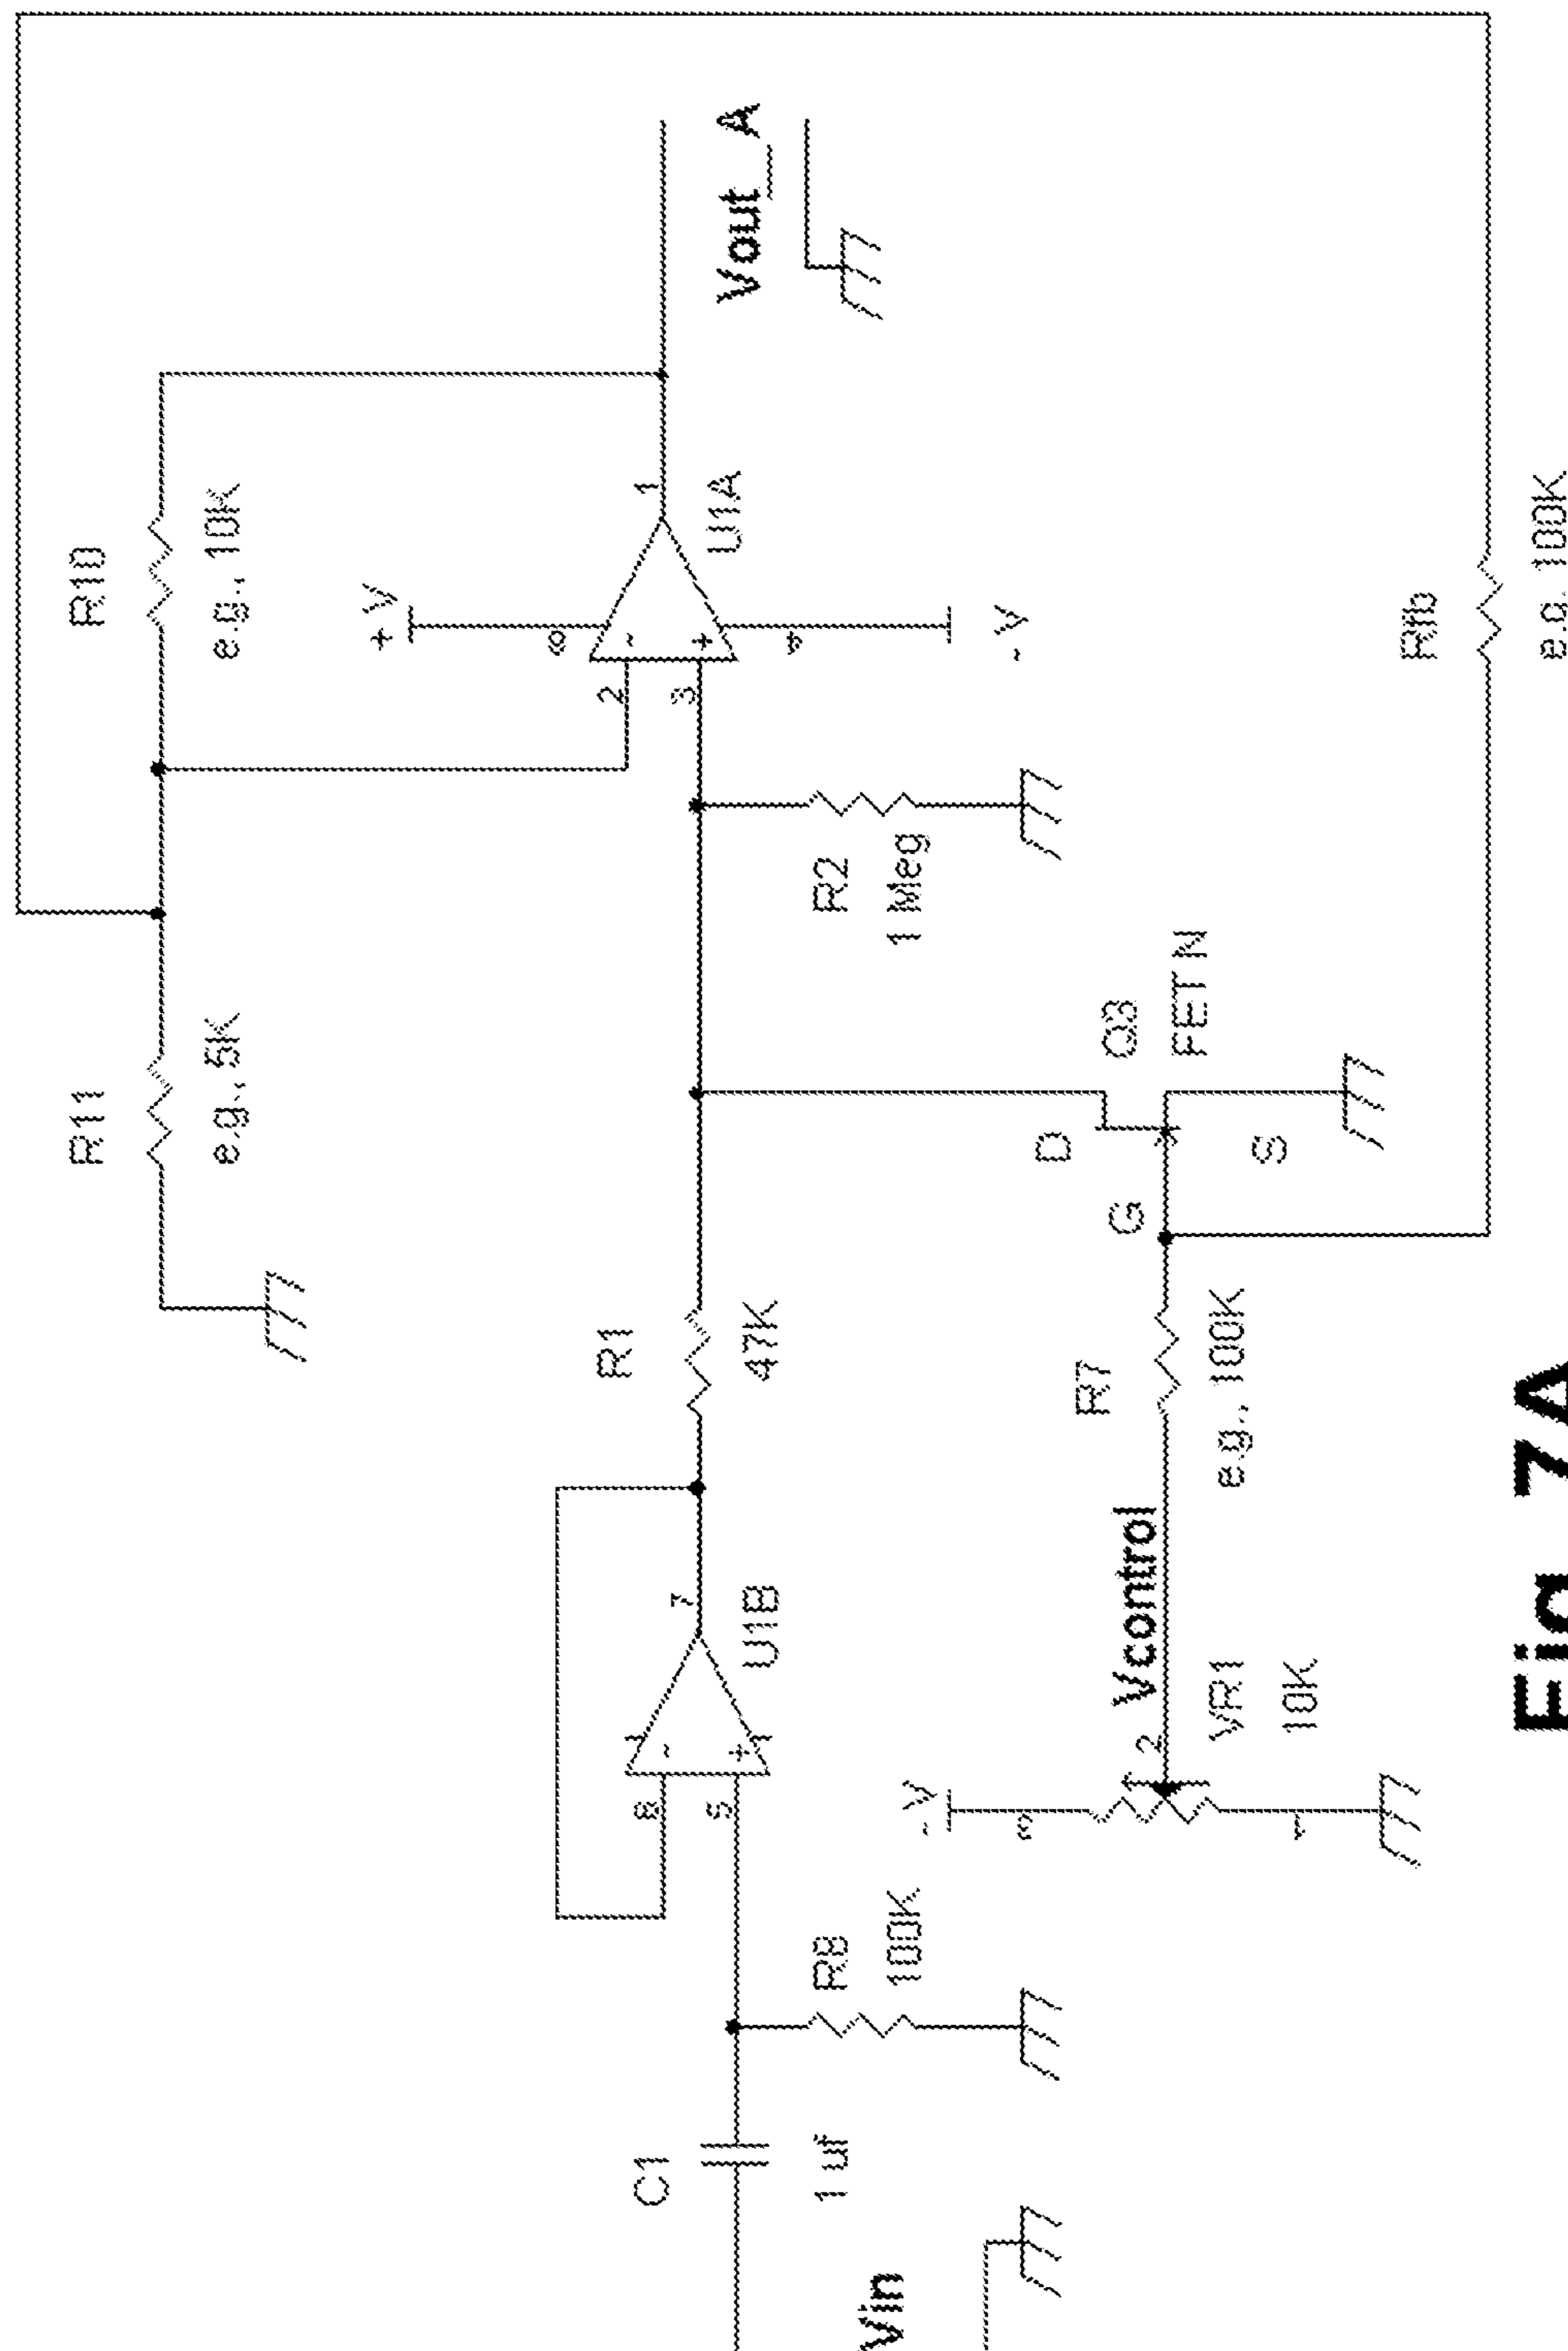 R11
e.g., 5K
R10
e.g., 10K
+V
8
2
-
3
+
4
-V
1
U1A
Vout_A
R2
1 Meg
R1
47K
7
U1B
-
+
5
C1
1 uf
R8
100K
Vin
-V
3
2
1
VR1
10K
Vcontrol
R7
e.g., 100K
G
D
S
Q3
FET N
Rfb
e.g. 100K
Fig. 7A